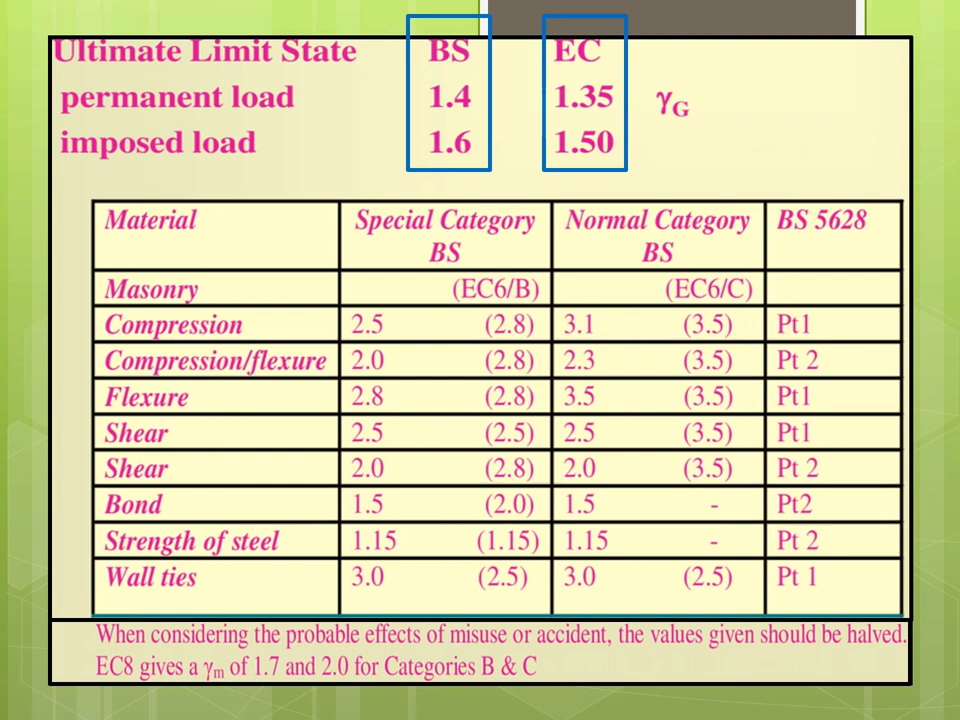 Ultimate Limit State BS EC
permanent load 1.4 1.35 γG
imposed load 1.6 1.50
Material Special Category Normal Category BS 5628
BS BS
Masonry (EC6/B) (EC6/C)
Compression 2.5 (2.8) 3.1 (3.5) Pt1
Compression/flexure 2.0 (2.8) 2.3 (3.5) Pt 2
Flexure 2.8 (2.8) 3.5 (3.5) Pt1
Shear 2.5 (2.5) 2.5 (3.5) Pt1
Shear 2.0 (2.8) 2.0 (3.5) Pt 2
Bond 1.5 (2.0) 1.5 - Pt2
Strength of steel 1.15 (1.15) 1.15 - Pt 2
Wall ties 3.0 (2.5) 3.0 (2.5) Pt 1
When considering the probable effects of misuse or accident, the values given should be halved.
EC8 gives a γm of 1.7 and 2.0 for Categories B & C